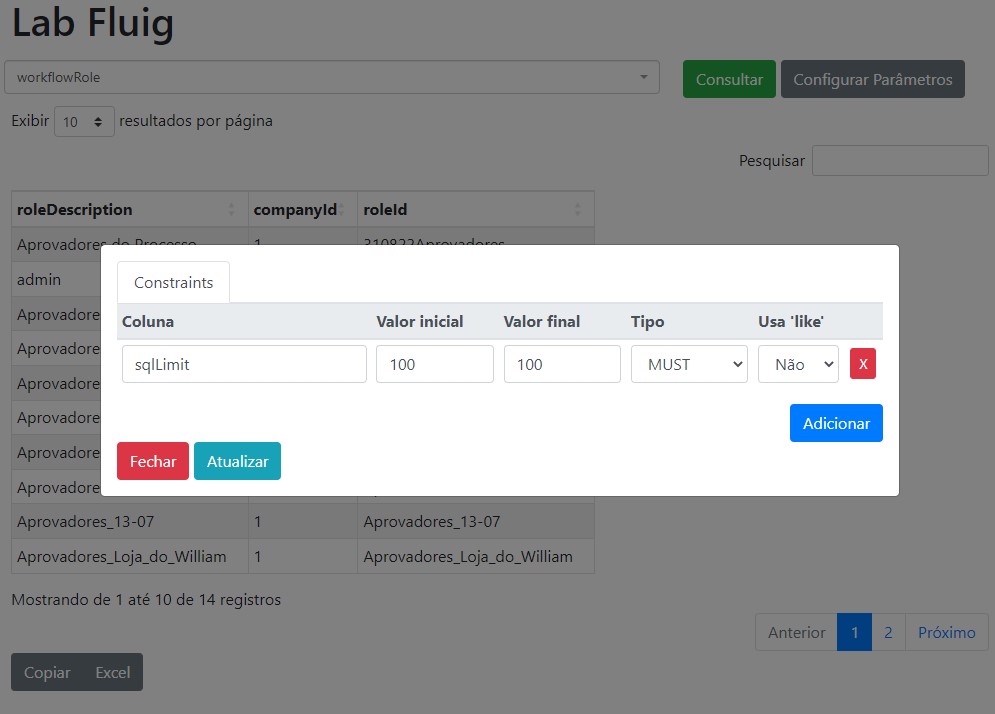 Lab Fluig
workflowRole
Consultar
Configurar Parâmetros
Exibir 10 resultados por página
Pesquisar
roleDescription companyId roleId
Aprovadores do Processo 1 310822Aprovadores
admin
Aprovadore
Aprovadore
Aprovadore
Aprovadore
Aprovadore
Aprovadore
Aprovadores_13-07 1 Aprovadores_13-07
Aprovadores_Loja_do_William 1 Aprovadores_Loja_do_William
Mostrando de 1 até 10 de 14 registros
Anterior 1 2 Próximo
Copiar Excel
Constraints
Coluna Valor inicial Valor final Tipo Usa 'like'
sqlLimit 100 100 MUST Não X
Adicionar
Fechar Atualizar